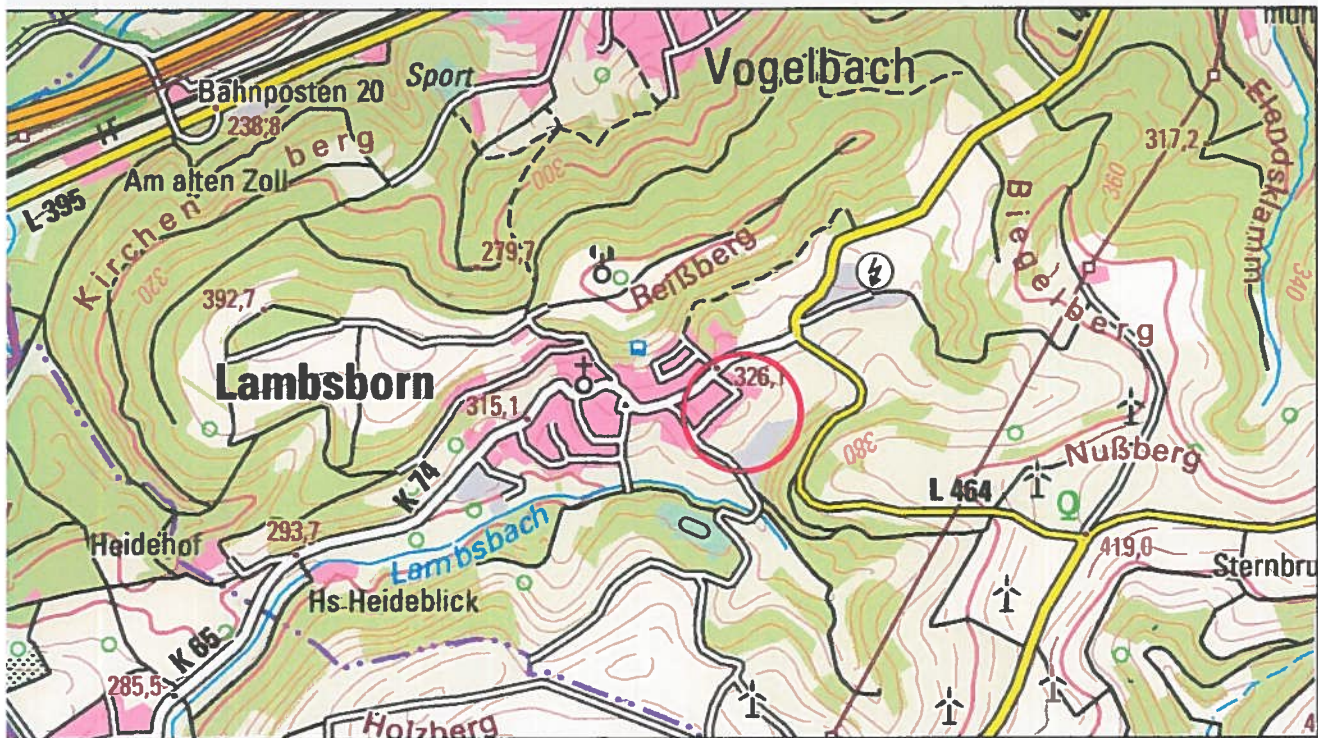 Vogelbach
Sport
Bahnposten 20
238,8
H
Kirchenberg
Am alten Zoll
L 395
300
317,2
Elendsklamm
360
Biegelberg
279,7
Beißberg
320
340
392,7
Lambsborn
326,1
315,1
380
Nußberg
K 74
L 464
293,7
Heidehof
Lambsbach
419,0
Hs Heideblick
K 65
285,5
Holzberg
4